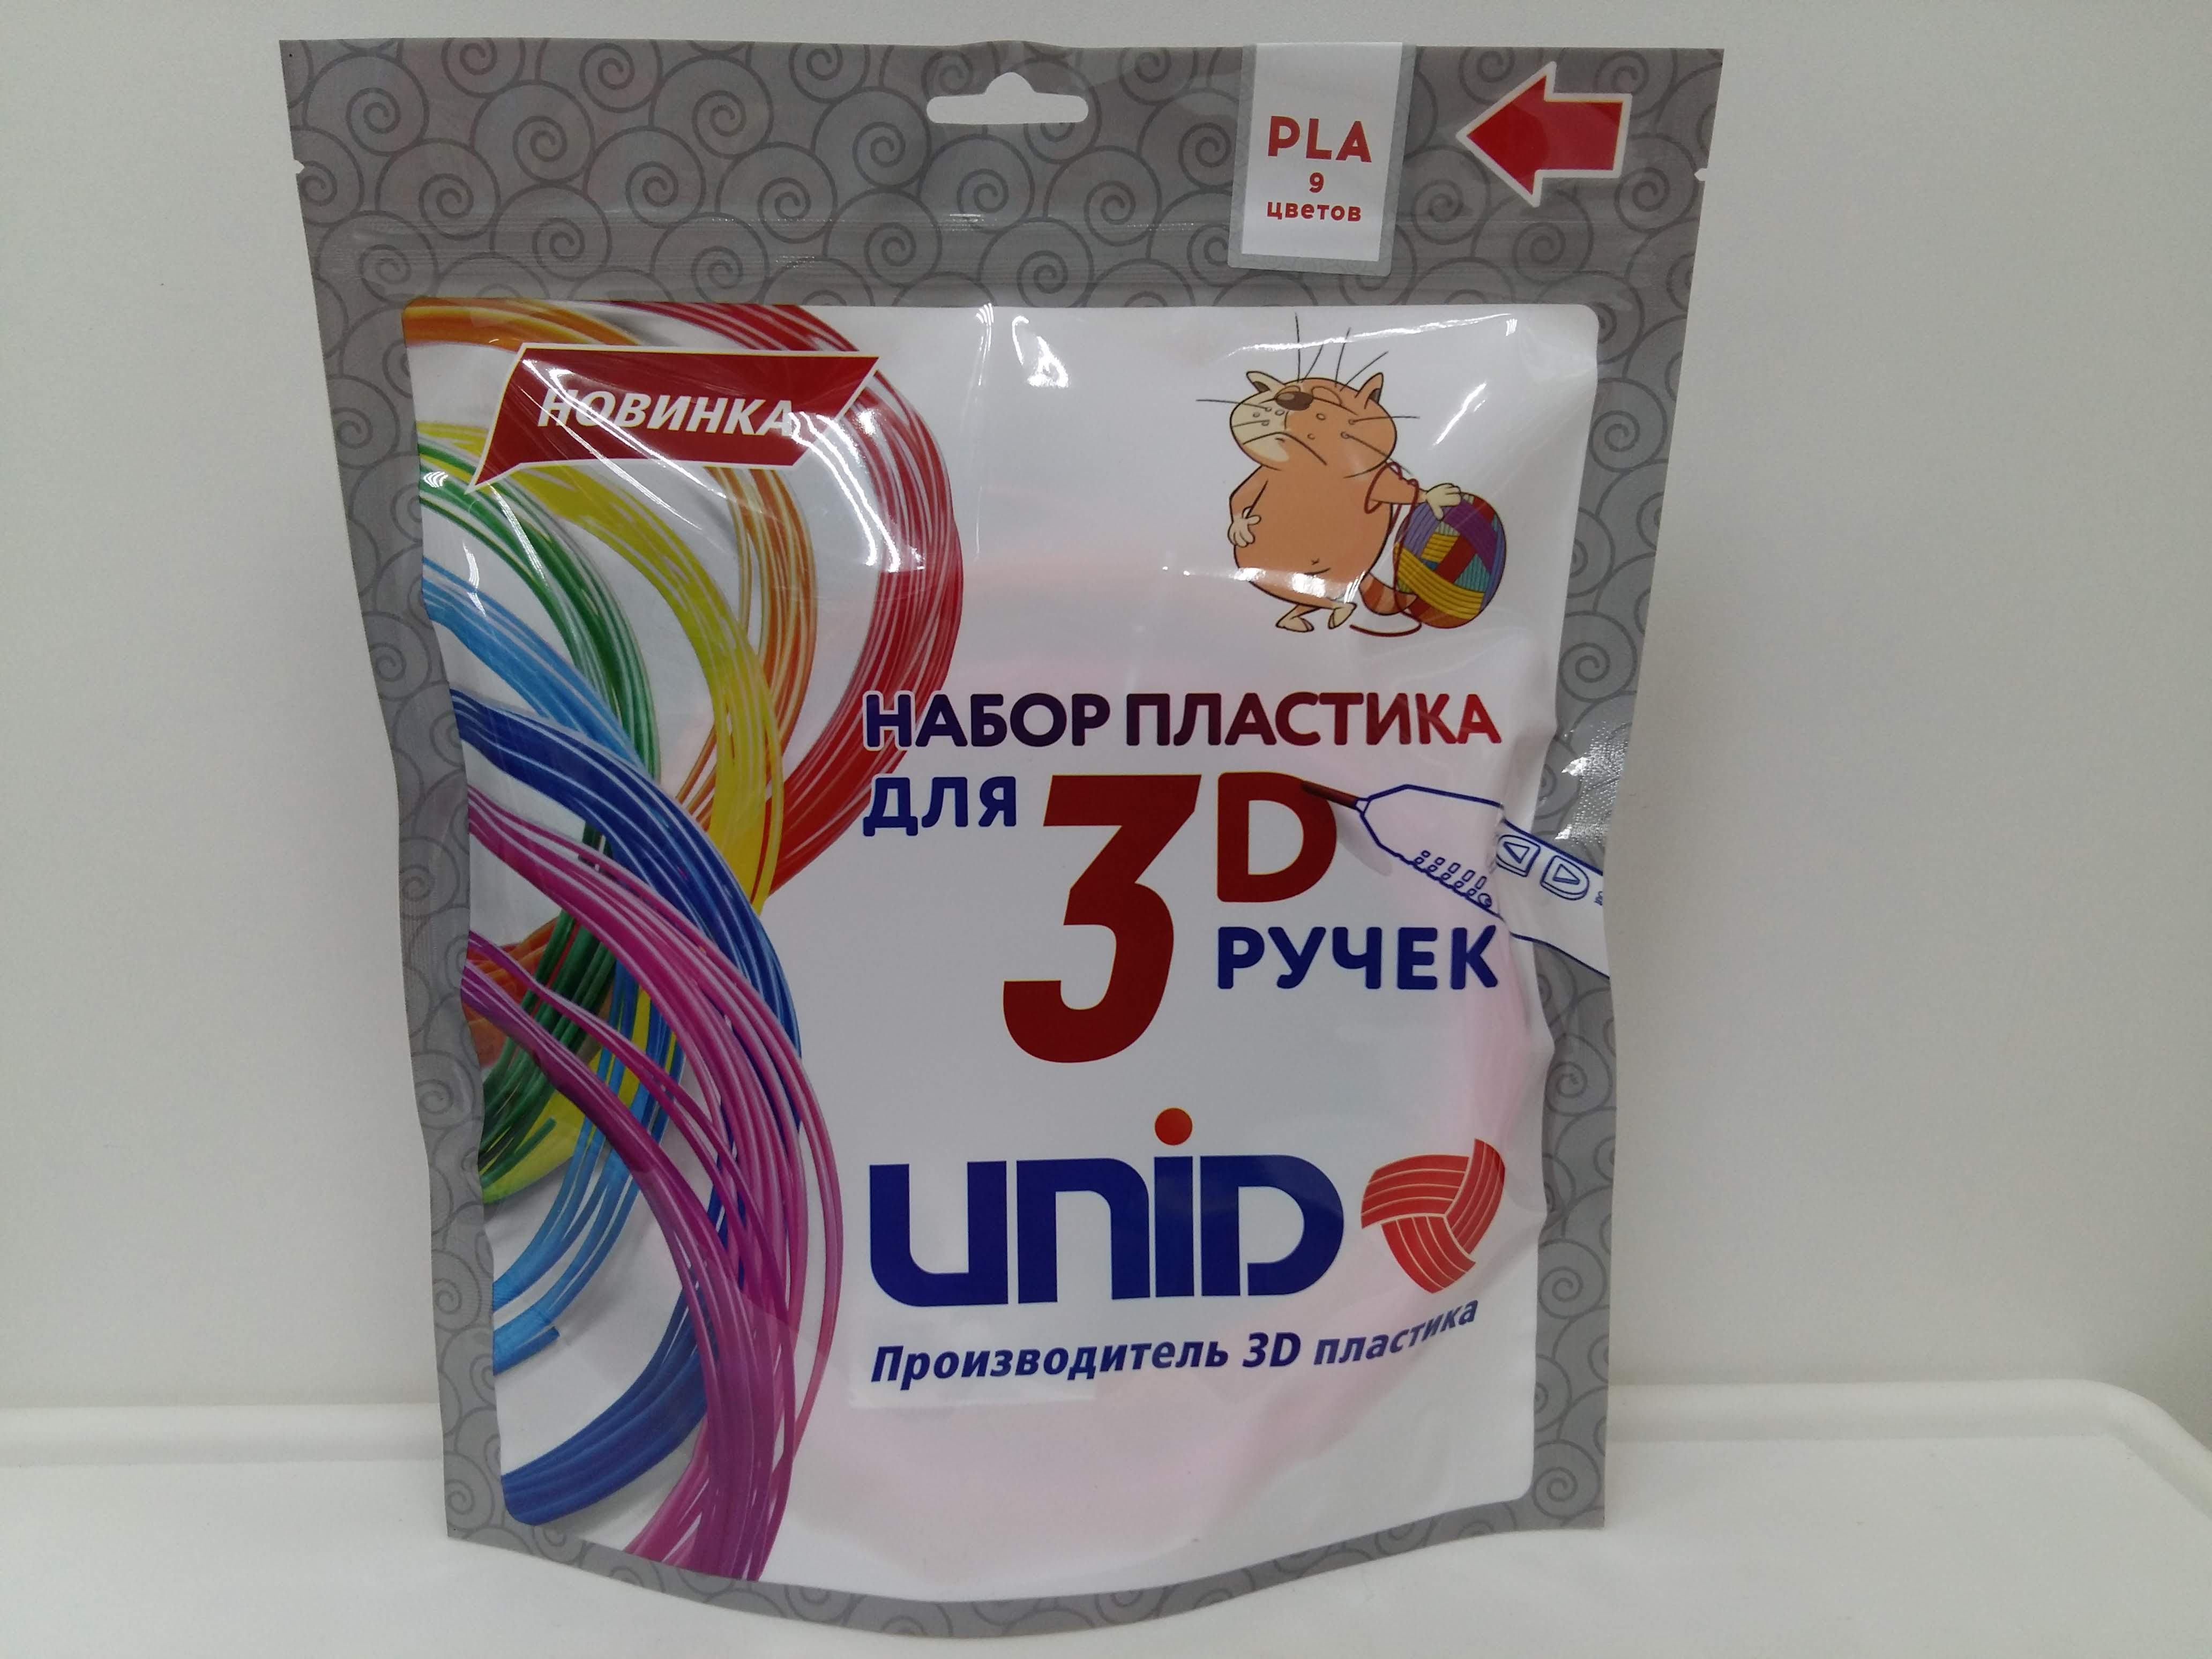 PLA
9
цветов
НОВИНКА
НАБОР ПЛАСТИКА
ДЛЯ 3D
РУЧЕК
UNiD
Производитель 3D пластика